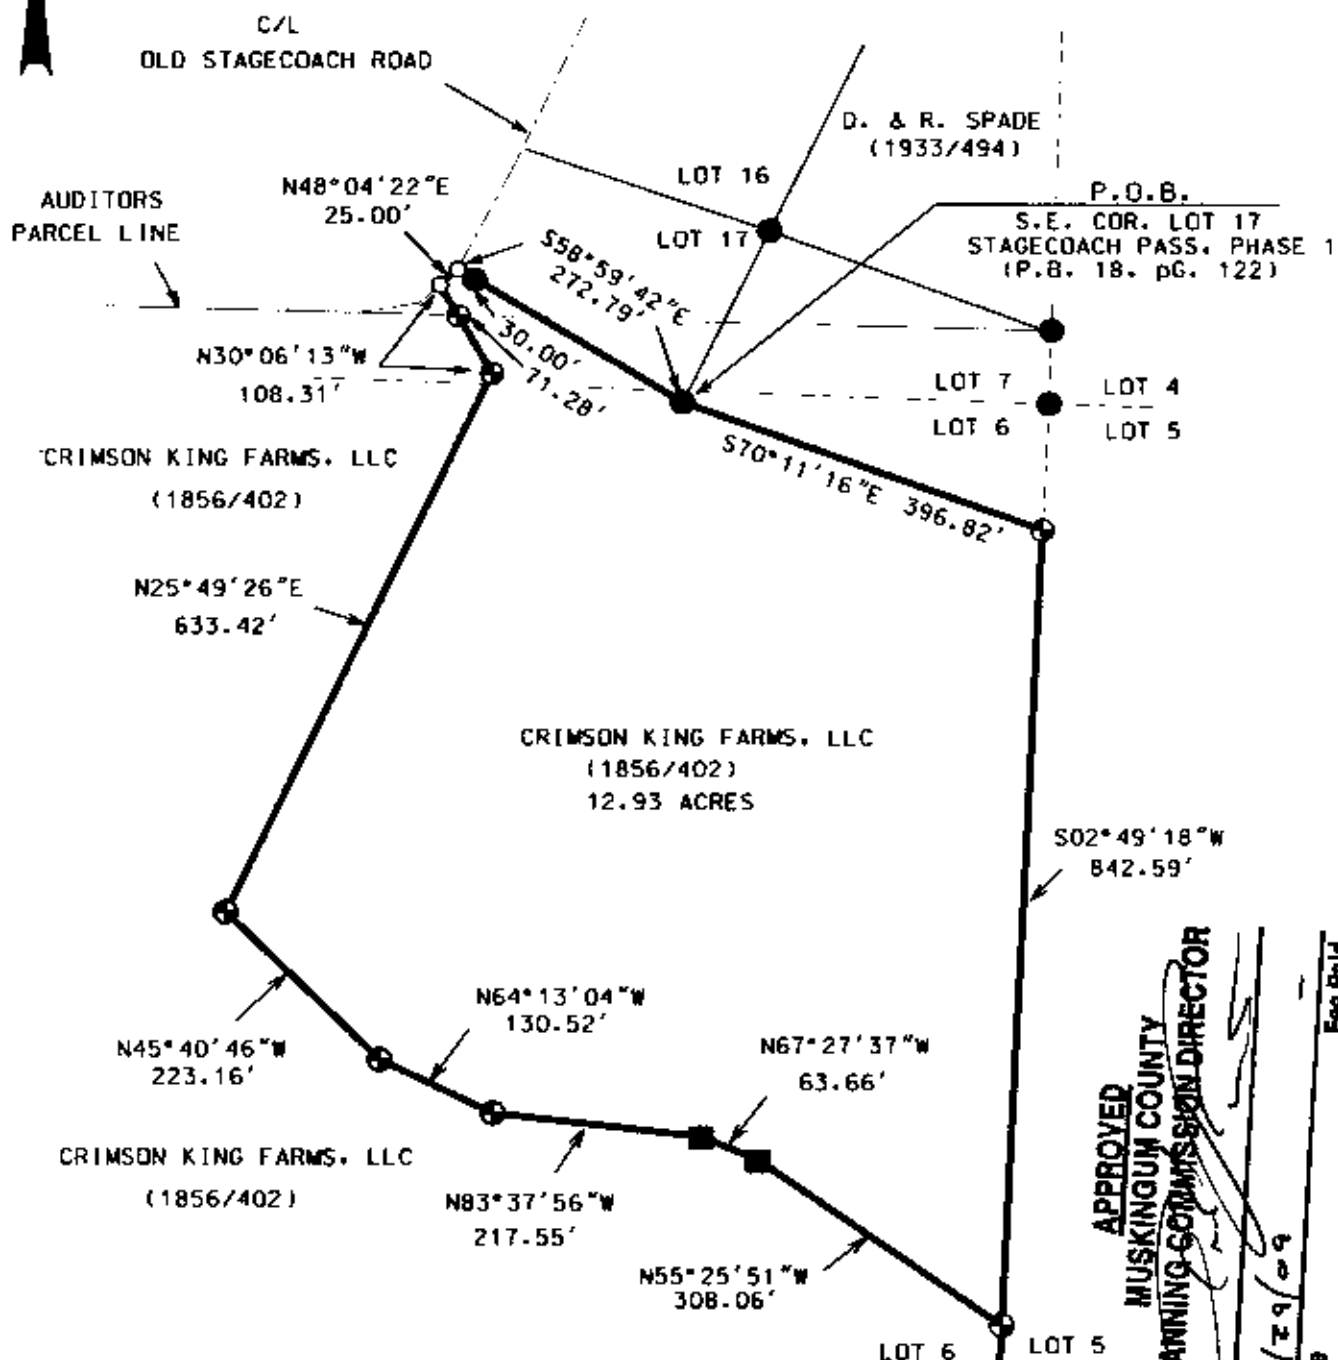 C/L
OLD STAGECOACH ROAD
D. & R. SPADE
(1933/494)
LOT 16
N48°04'22"E
25.00'
AUDITORS
PARCEL LINE
P.O.B.
S.E. COR. LOT 17
STAGECOACH PASS. PHASE 1
(P.B. 18. pG. 122)
LOT 17
S58°59'42"E
272.79'
30.00'
71.28'
N30°06'13"W
108.31'
LOT 7
LOT 4
LOT 6
LOT 5
CRIMSON KING FARMS. LLC
(1856/402)
S70°11'16"E 396.82'
N25°49'26"E
633.42'
CRIMSON KING FARMS. LLC
(1856/402)
12.93 ACRES
S02°49'18"W
842.59'
N64°13'04"W
130.52'
N45°40'46"W
223.16'
N67°27'37"W
63.66'
CRIMSON KING FARMS. LLC
(1856/402)
N83°37'56"W
217.55'
N55°25'51"W
308.06'
LOT 6
LOT 5
APPROVED
MUSKINGUM COUNTY
ANNING COMMISSION DIRECTOR
Fee Paid